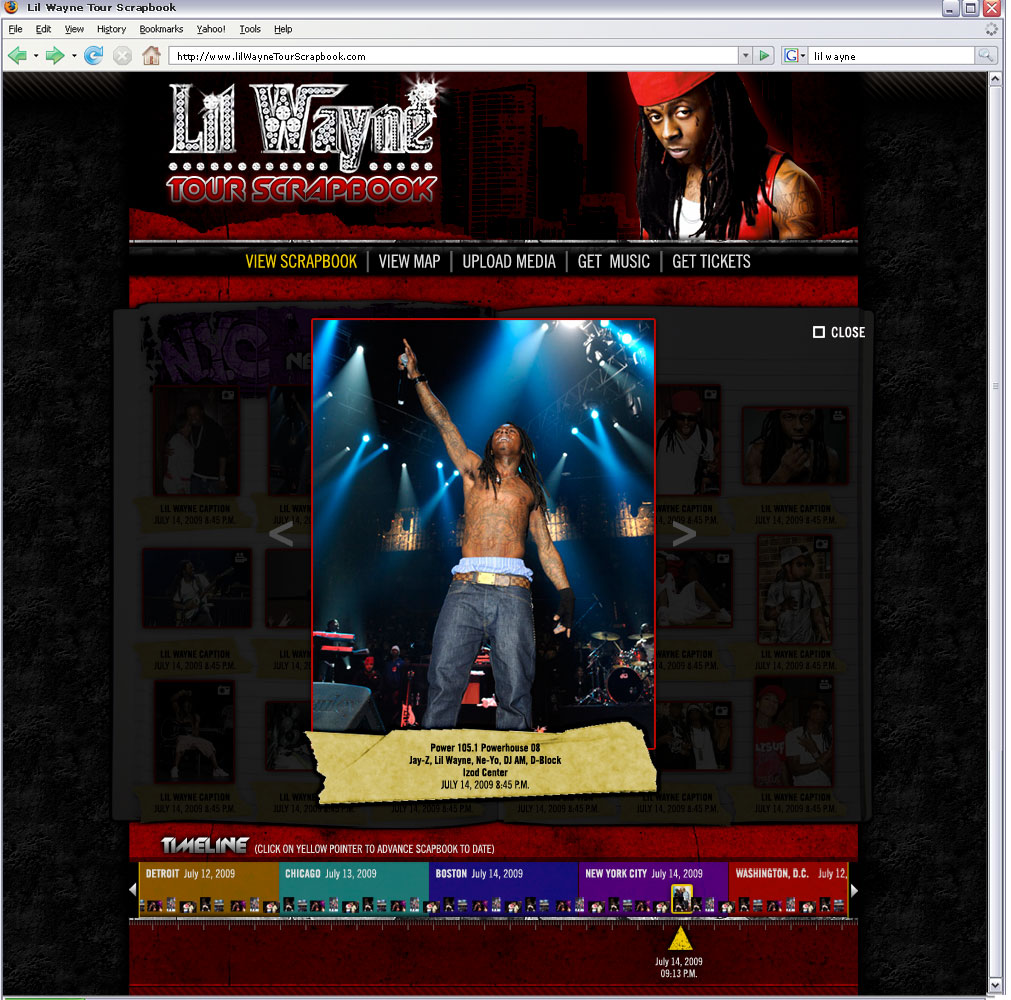 Lil Wayne Tour Scrapbook
File Edit View History Bookmarks Yahoo! Tools Help
http://www.lilWayneTourScrapbook.com
lil wayne
Lil Wayne
TOUR SCRAPBOOK
VIEW SCRAPBOOK | VIEW MAP | UPLOAD MEDIA | GET MUSIC | GET TICKETS
N.Y.C
NE
CLOSE
LIL WAYNE CAPTION
JULY 14, 2009 8:45 P.M.
LIL WAYNE CAPTION
JULY 14, 2009 8:45 P.M.
< >
LIL WAYNE CAPTION
JULY 14, 2009 8:45 P.M.
LIL WAYNE CAPTION
JULY 14, 2009 8:45 P.M.
Power 105.1 Powerhouse 08
Jay-Z, Lil Wayne, Ne-Yo, DJ AM, D-Block
Izod Center
JULY 14, 2009 8:45 P.M.
LIL WAYNE CAPTION
JULY 14, 2009 8:45 P.M.
LIL WAYNE CAPTION
JULY 14, 2009 8:45 P.M.
TIMELINE (CLICK ON YELLOW POINTER TO ADVANCE SCAPBOOK TO DATE)
DETROIT July 12, 2009 CHICAGO July 13, 2009 BOSTON July 14, 2009 NEW YORK CITY July 14, 2009 WASHINGTON, D.C. July 12,
July 14, 2009
09:13 P.M.